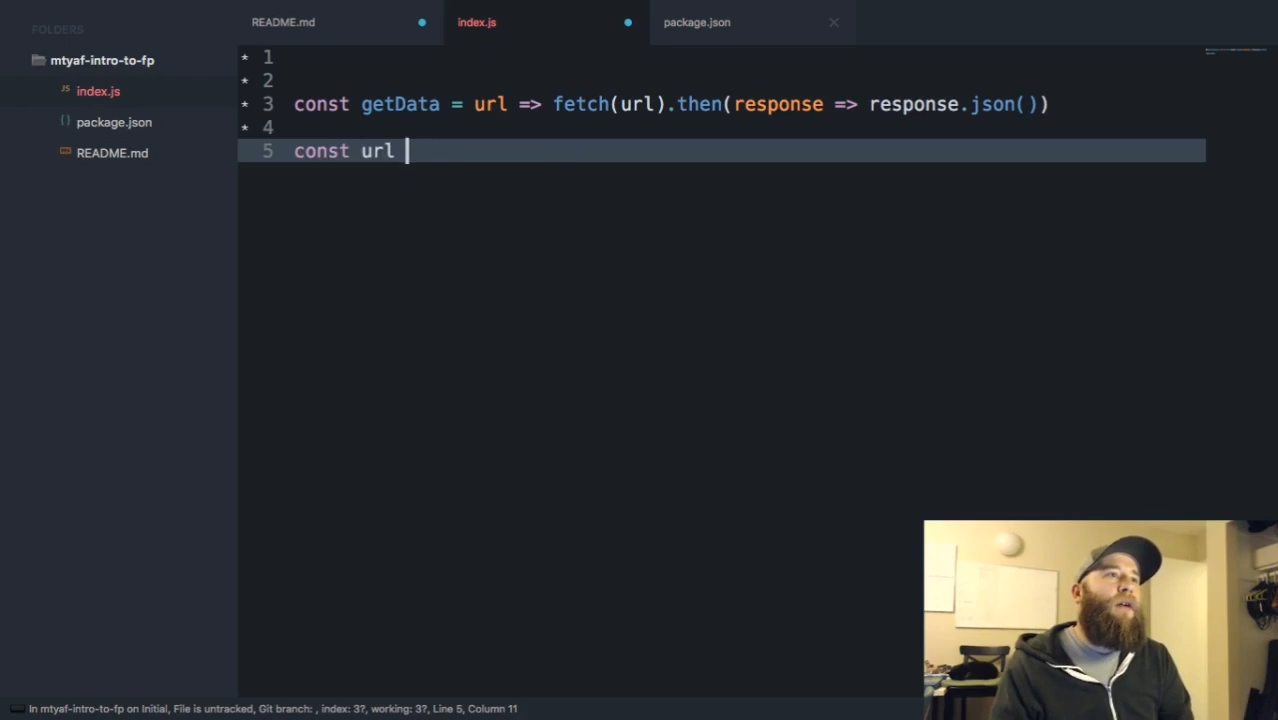 FOLDERS
mtyaf-intro-to-fp
JS index.js
package.json
README.md
README.md
index.js
package.json
* 1
* 2
* 3 const getData = url => fetch(url).then(response => response.json())
* 4
5 const url
In mtyaf-intro-to-fp on Initial, File is untracked, Git branch: , index: 3?, working: 3?, Line 5, Column 11